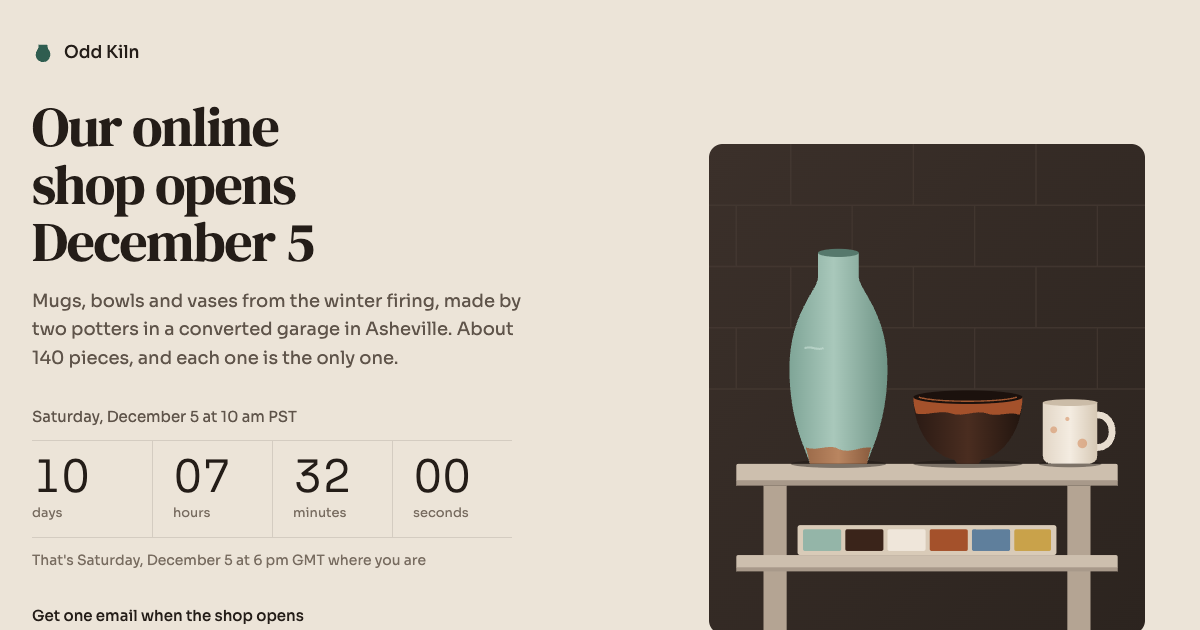 Odd Kiln
Our online
shop opens
December 5
Mugs, bowls and vases from the winter firing, made by
two potters in a converted garage in Asheville. About
140 pieces, and each one is the only one.
Saturday, December 5 at 10 am PST
10 07 32 00
days hours minutes seconds
That's Saturday, December 5 at 6 pm GMT where you are
Get one email when the shop opens